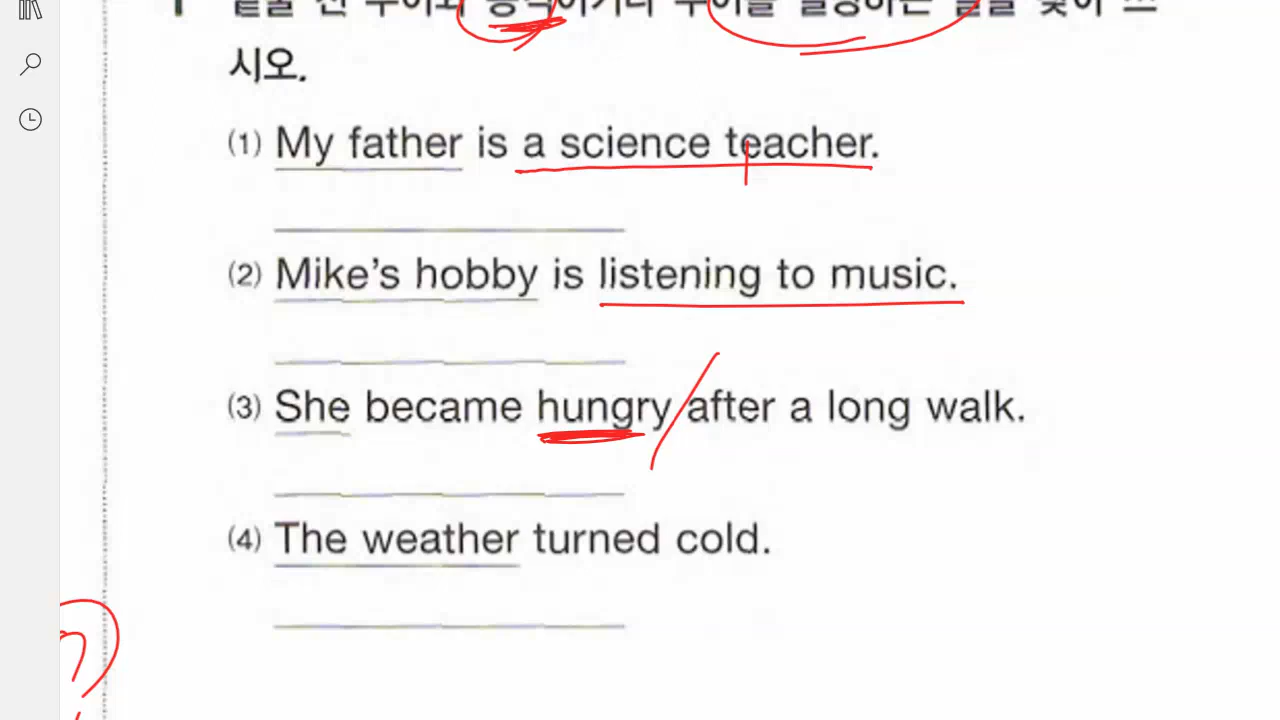 시오.
(1) My father is a science teacher.
(2) Mike's hobby is listening to music.
(3) She became hungry after a long walk.
(4) The weather turned cold.